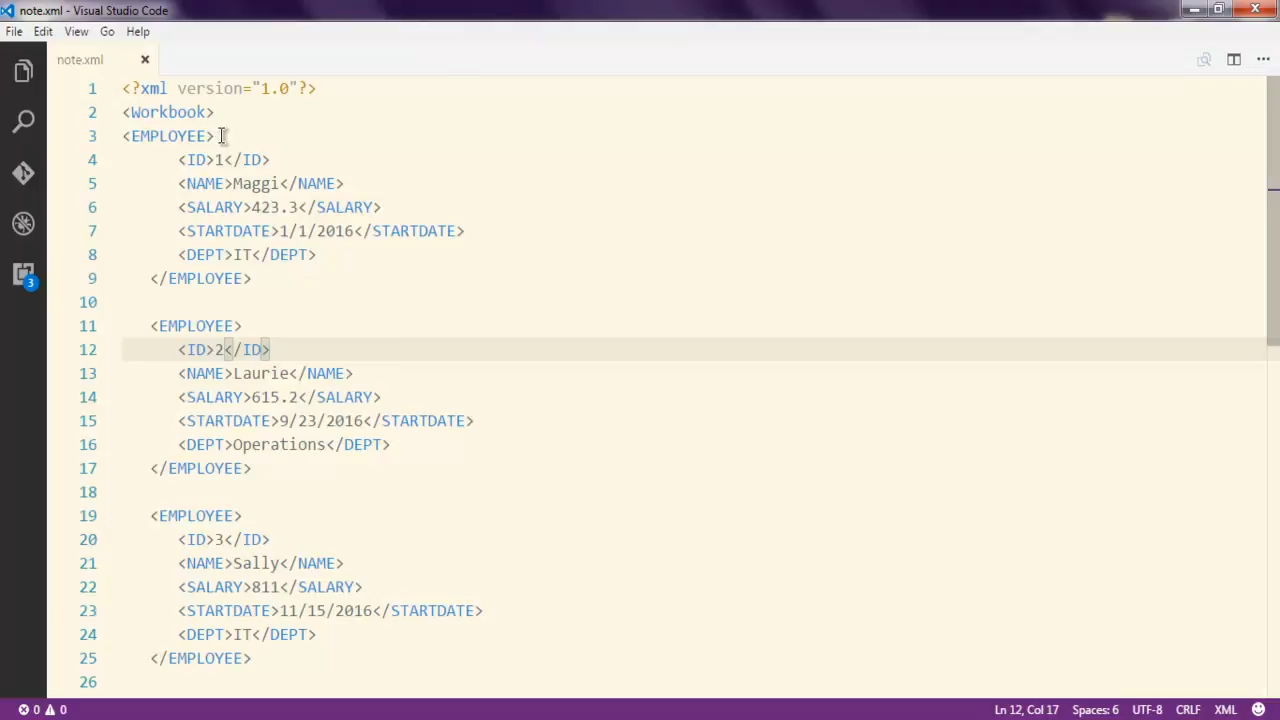 note.xml - Visual Studio Code
File Edit View Go Help
note.xml
1 <?xml version="1.0"?>
2 <Workbook>
3 <EMPLOYEE>
4 <ID>1</ID>
5 <NAME>Maggi</NAME>
6 <SALARY>423.3</SALARY>
7 <STARTDATE>1/1/2016</STARTDATE>
8 <DEPT>IT</DEPT>
9 </EMPLOYEE>
10
11 <EMPLOYEE>
12 <ID>2</ID>
13 <NAME>Laurie</NAME>
14 <SALARY>615.2</SALARY>
15 <STARTDATE>9/23/2016</STARTDATE>
16 <DEPT>Operations</DEPT>
17 </EMPLOYEE>
18
19 <EMPLOYEE>
20 <ID>3</ID>
21 <NAME>Sally</NAME>
22 <SALARY>811</SALARY>
23 <STARTDATE>11/15/2016</STARTDATE>
24 <DEPT>IT</DEPT>
25 </EMPLOYEE>
26
3
0 0 Ln 12, Col 17 Spaces: 6 UTF-8 CRLF XML